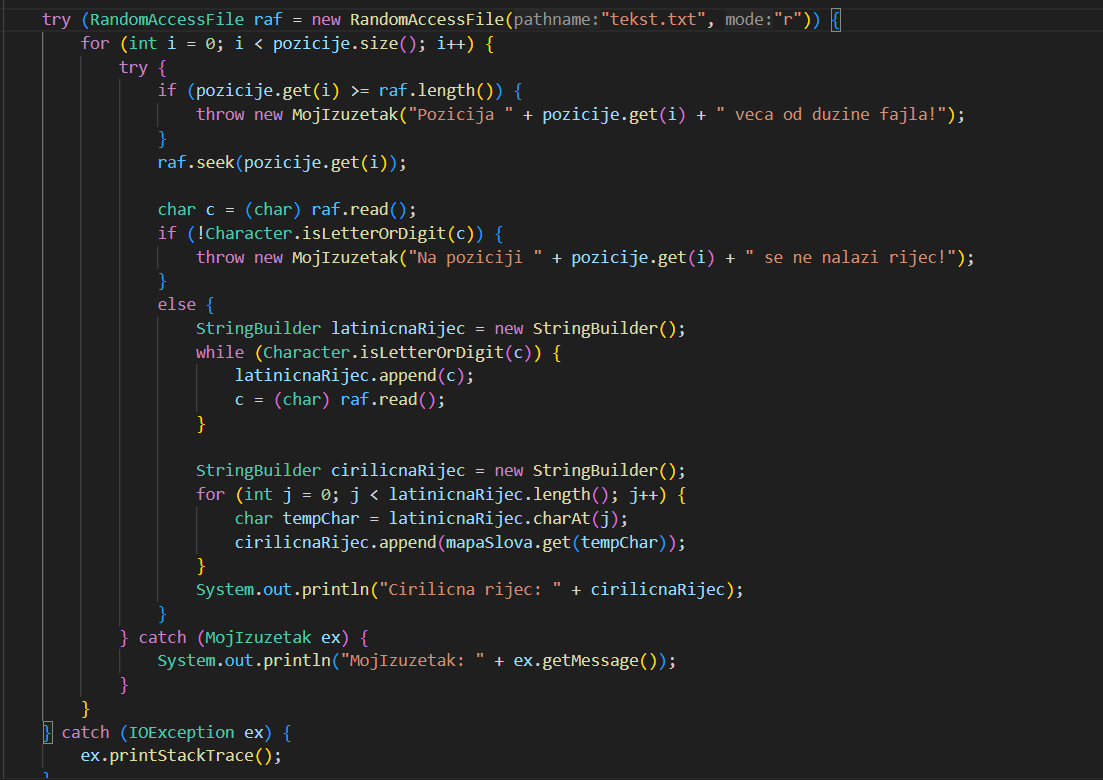 try (RandomAccessFile raf = new RandomAccessFile(pathname:"tekst.txt", mode:"r")) {
for (int i = 0; i < pozicije.size(); i++) {
try {
if (pozicije.get(i) >= raf.length()) {
throw new MojIzuzetak("Pozicija " + pozicije.get(i) + " veca od duzine fajla!");
}
raf.seek(pozicije.get(i));
char c = (char) raf.read();
if (!Character.isLetterOrDigit(c)) {
throw new MojIzuzetak("Na poziciji " + pozicije.get(i) + " se ne nalazi rijec!");
}
else {
StringBuilder latinicnaRijec = new StringBuilder();
while (Character.isLetterOrDigit(c)) {
latinicnaRijec.append(c);
c = (char) raf.read();
}
StringBuilder cirilicnaRijec = new StringBuilder();
for (int j = 0; j < latinicnaRijec.length(); j++) {
char tempChar = latinicnaRijec.charAt(j);
cirilicnaRijec.append(mapaSlova.get(tempChar));
}
System.out.println("Cirilicna rijec: " + cirilicnaRijec);
}
} catch (MojIzuzetak ex) {
System.out.println("MojIzuzetak: " + ex.getMessage());
}
}
} catch (IOException ex) {
ex.printStackTrace();
}